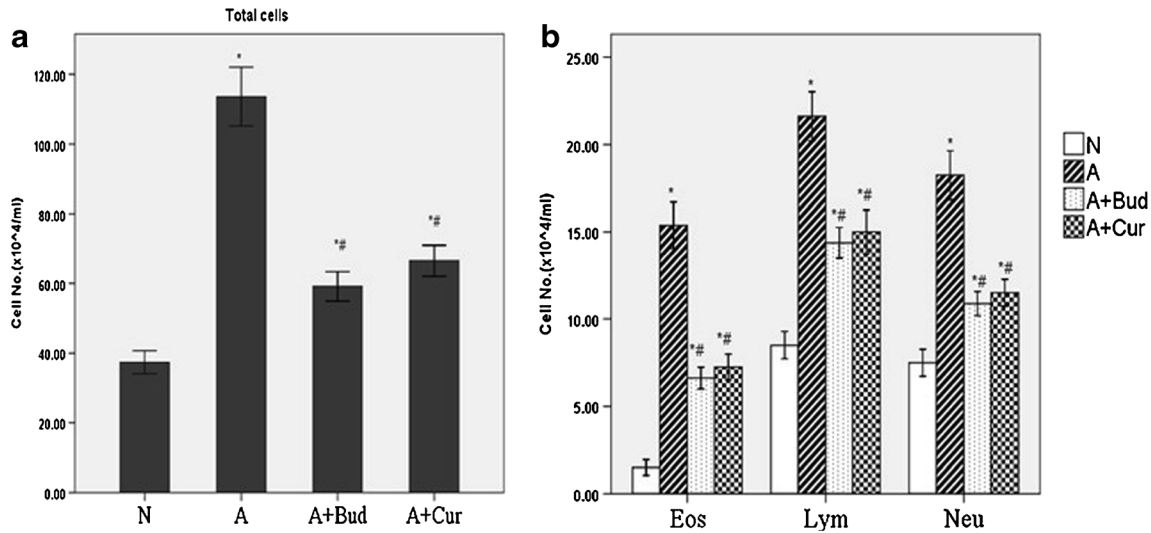 Total cells
a
Cell No.(x10^4/ml)
120.00
100.00
80.00
60.00
40.00
20.00
0.00
*
*#
*#
N A A+Bud A+Cur
b
Cell No.(x10^4/ml)
25.00
20.00
15.00
10.00
5.00
0.00
*
*#
*#
*
*#
*#
*
*#
*#
Eos Lym Neu
N
A
A+Bud
A+Cur